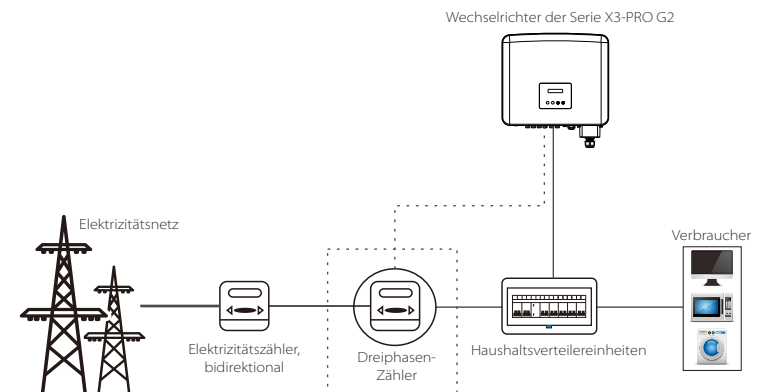 Wechselrichter der Serie X3-PRO G2
Elektrizitätsnetz
Verbraucher
Elektrizitätszähler,
bidirektional
Dreiphasen-
Zähler
Haushaltsverteilereinheiten